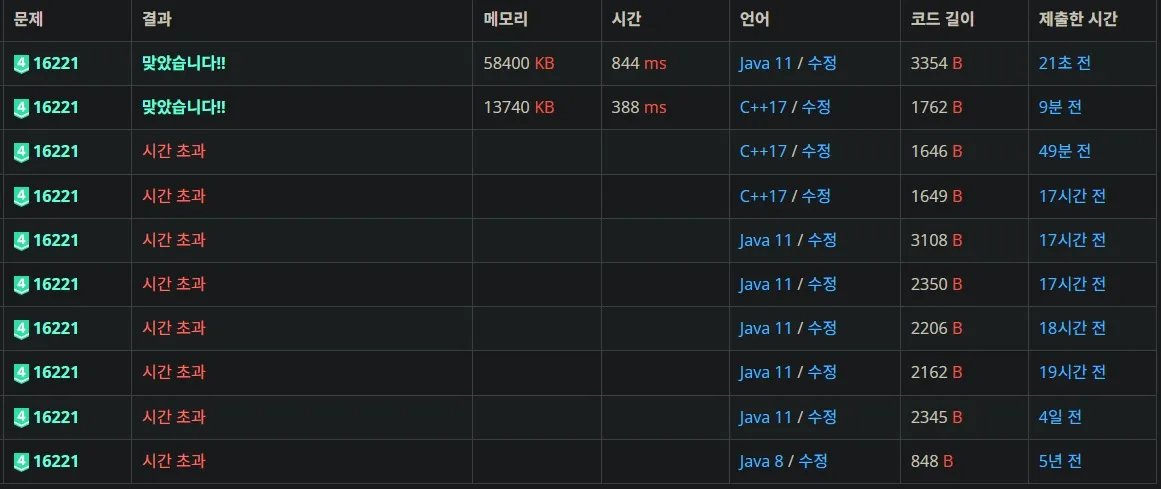 문제 결과 메모리 시간 언어 코드 길이 제출한 시간
4 16221 맞았습니다!! 58400 KB 844 ms Java 11 / 수정 3354 B 21초 전
4 16221 맞았습니다!! 13740 KB 388 ms C++17 / 수정 1762 B 9분 전
4 16221 시간 초과 C++17 / 수정 1646 B 49분 전
4 16221 시간 초과 C++17 / 수정 1649 B 17시간 전
4 16221 시간 초과 Java 11 / 수정 3108 B 17시간 전
4 16221 시간 초과 Java 11 / 수정 2350 B 17시간 전
4 16221 시간 초과 Java 11 / 수정 2206 B 18시간 전
4 16221 시간 초과 Java 11 / 수정 2162 B 19시간 전
4 16221 시간 초과 Java 11 / 수정 2345 B 4일 전
4 16221 시간 초과 Java 8 / 수정 848 B 5년 전